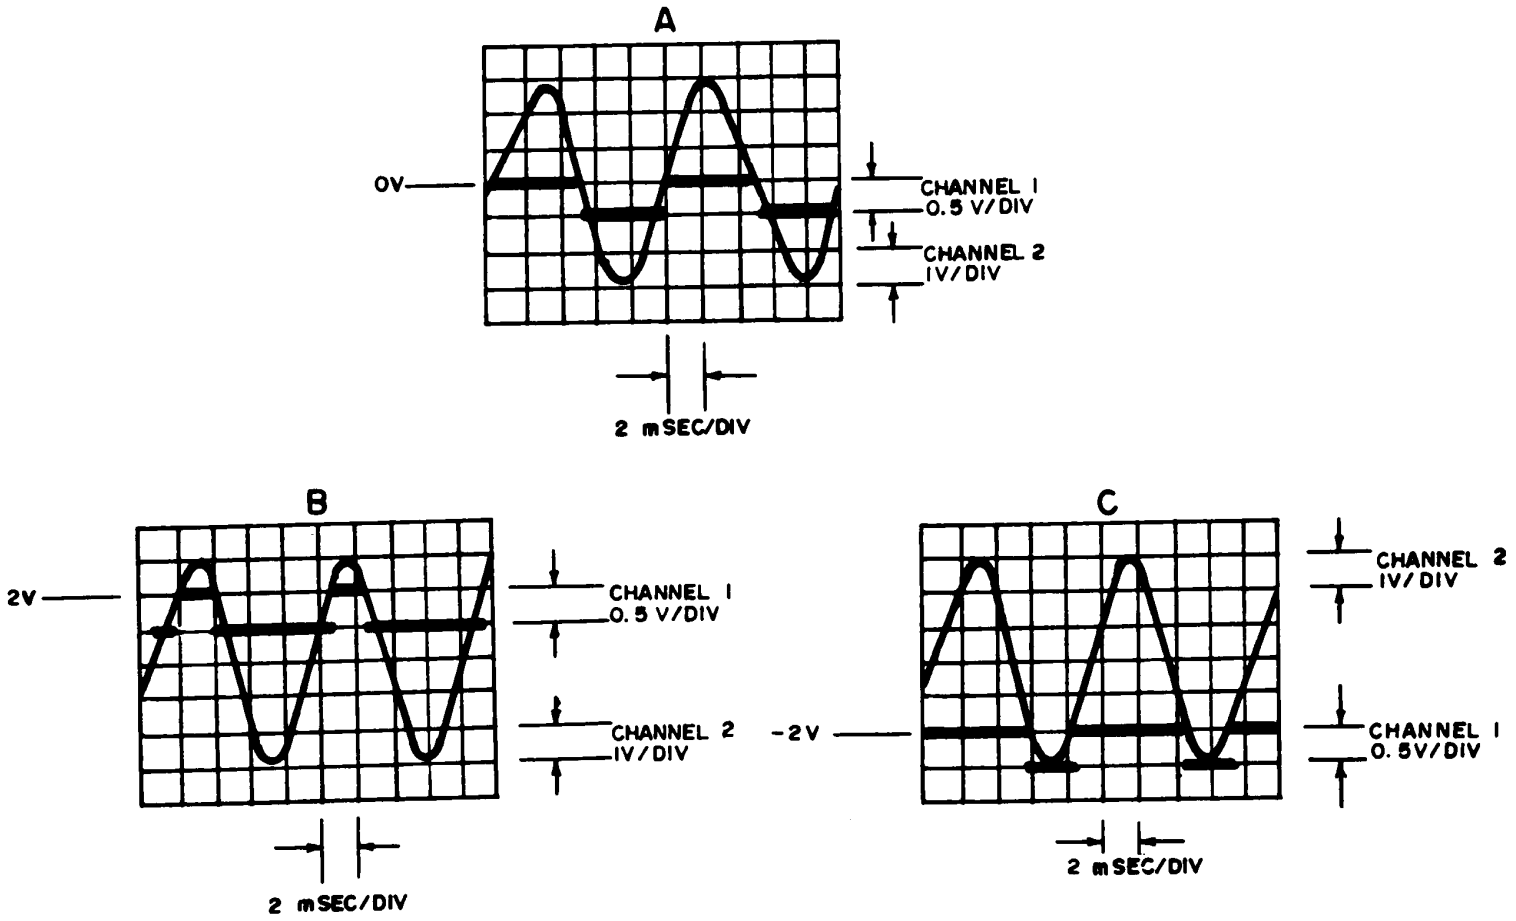 A
0V
CHANNEL 1
0.5 V/DIV
CHANNEL 2
1V/DIV
2 mSEC/DIV
B
2V
CHANNEL 1
0.5 V/DIV
CHANNEL 2
1V/DIV
2 mSEC/DIV
C
CHANNEL 2
1V/DIV
-2V
CHANNEL 1
0.5V/DIV
2 mSEC/DIV